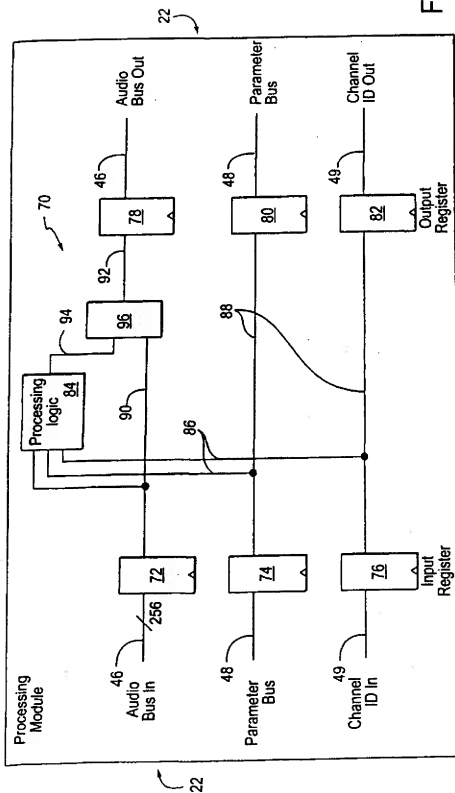 Processing
Module
22
22
70
Processing
logic
84
94
96
92
46
Audio
Bus In
256
72
90
78
46
Audio
Bus Out
86
88
48
Parameter
Bus
74
80
48
Parameter
Bus
49
Channel
ID In
76
Input
Register
82
Output
Register
49
Channel
ID Out
F